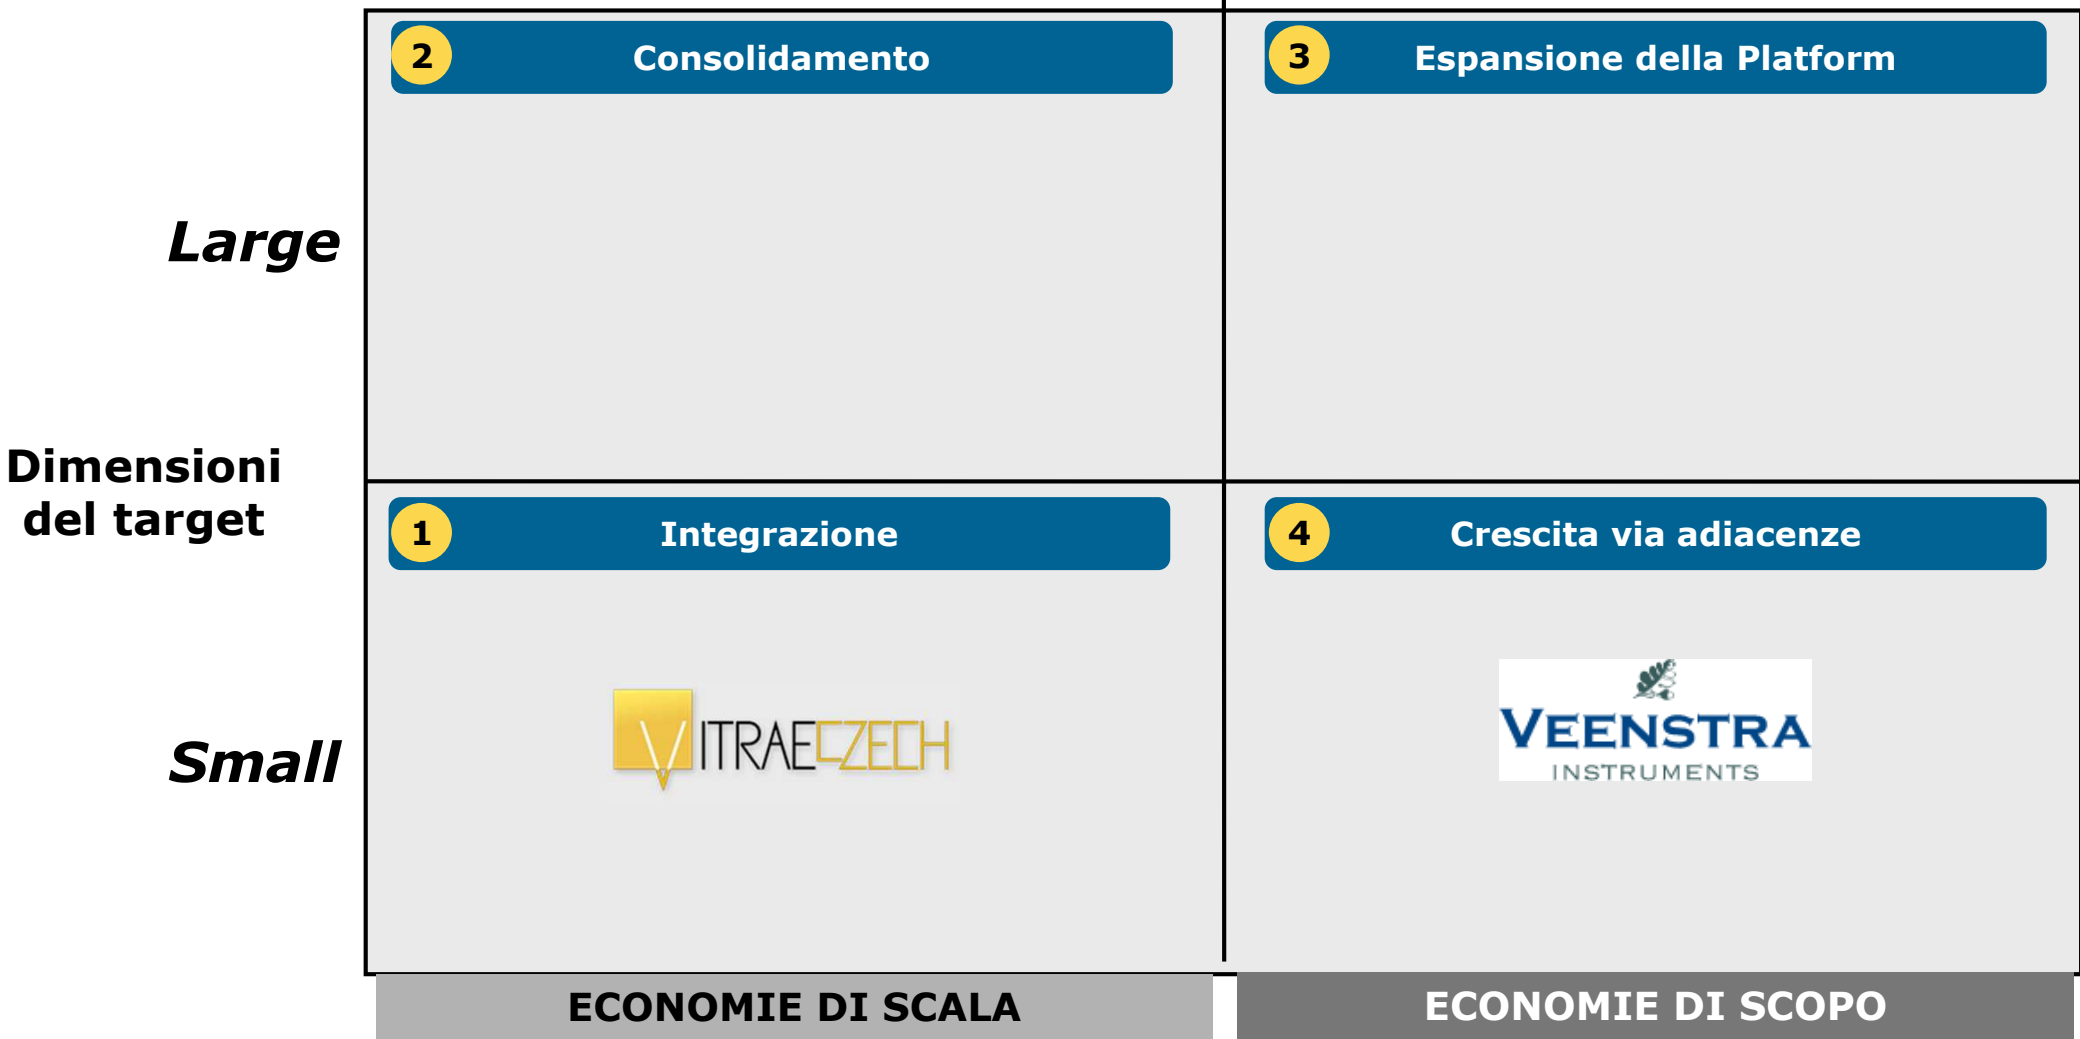 2 Consolidamento
3 Espansione della Platform
Large
Dimensioni
del target
1 Integrazione
4 Crescita via adiacenze
VITRAECZECH
VEENSTRA
INSTRUMENTS
Small
ECONOMIE DI SCALA
ECONOMIE DI SCOPO